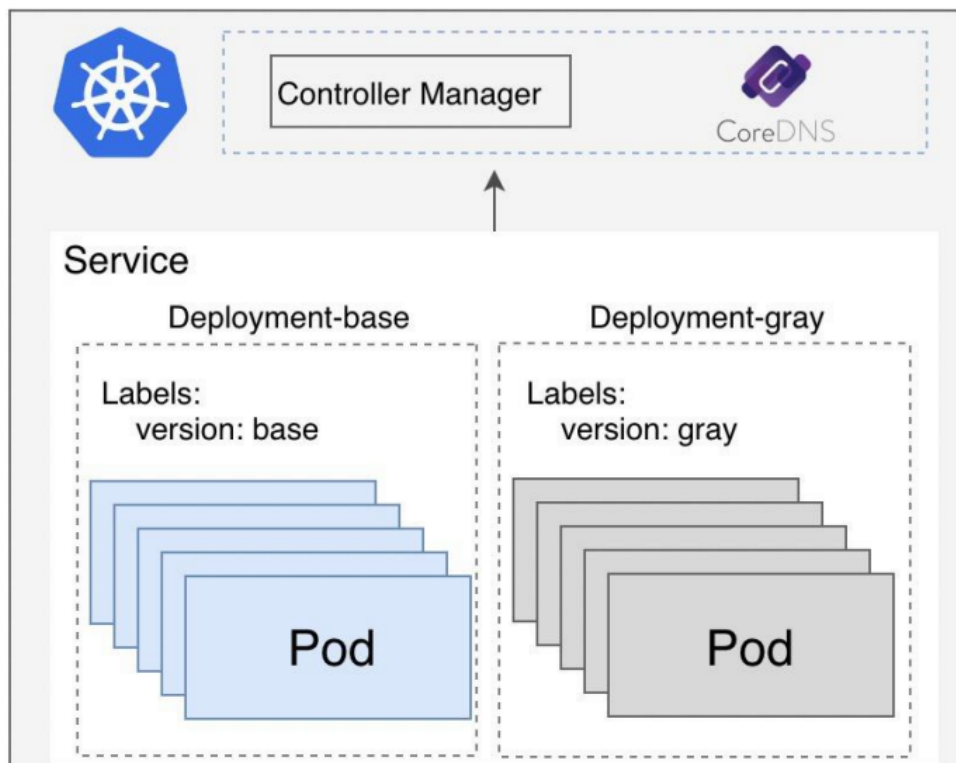 Controller Manager
CoreDNS
Service
Deployment-base
Deployment-gray
Labels:
version: base
Labels:
version: gray
Pod
Pod